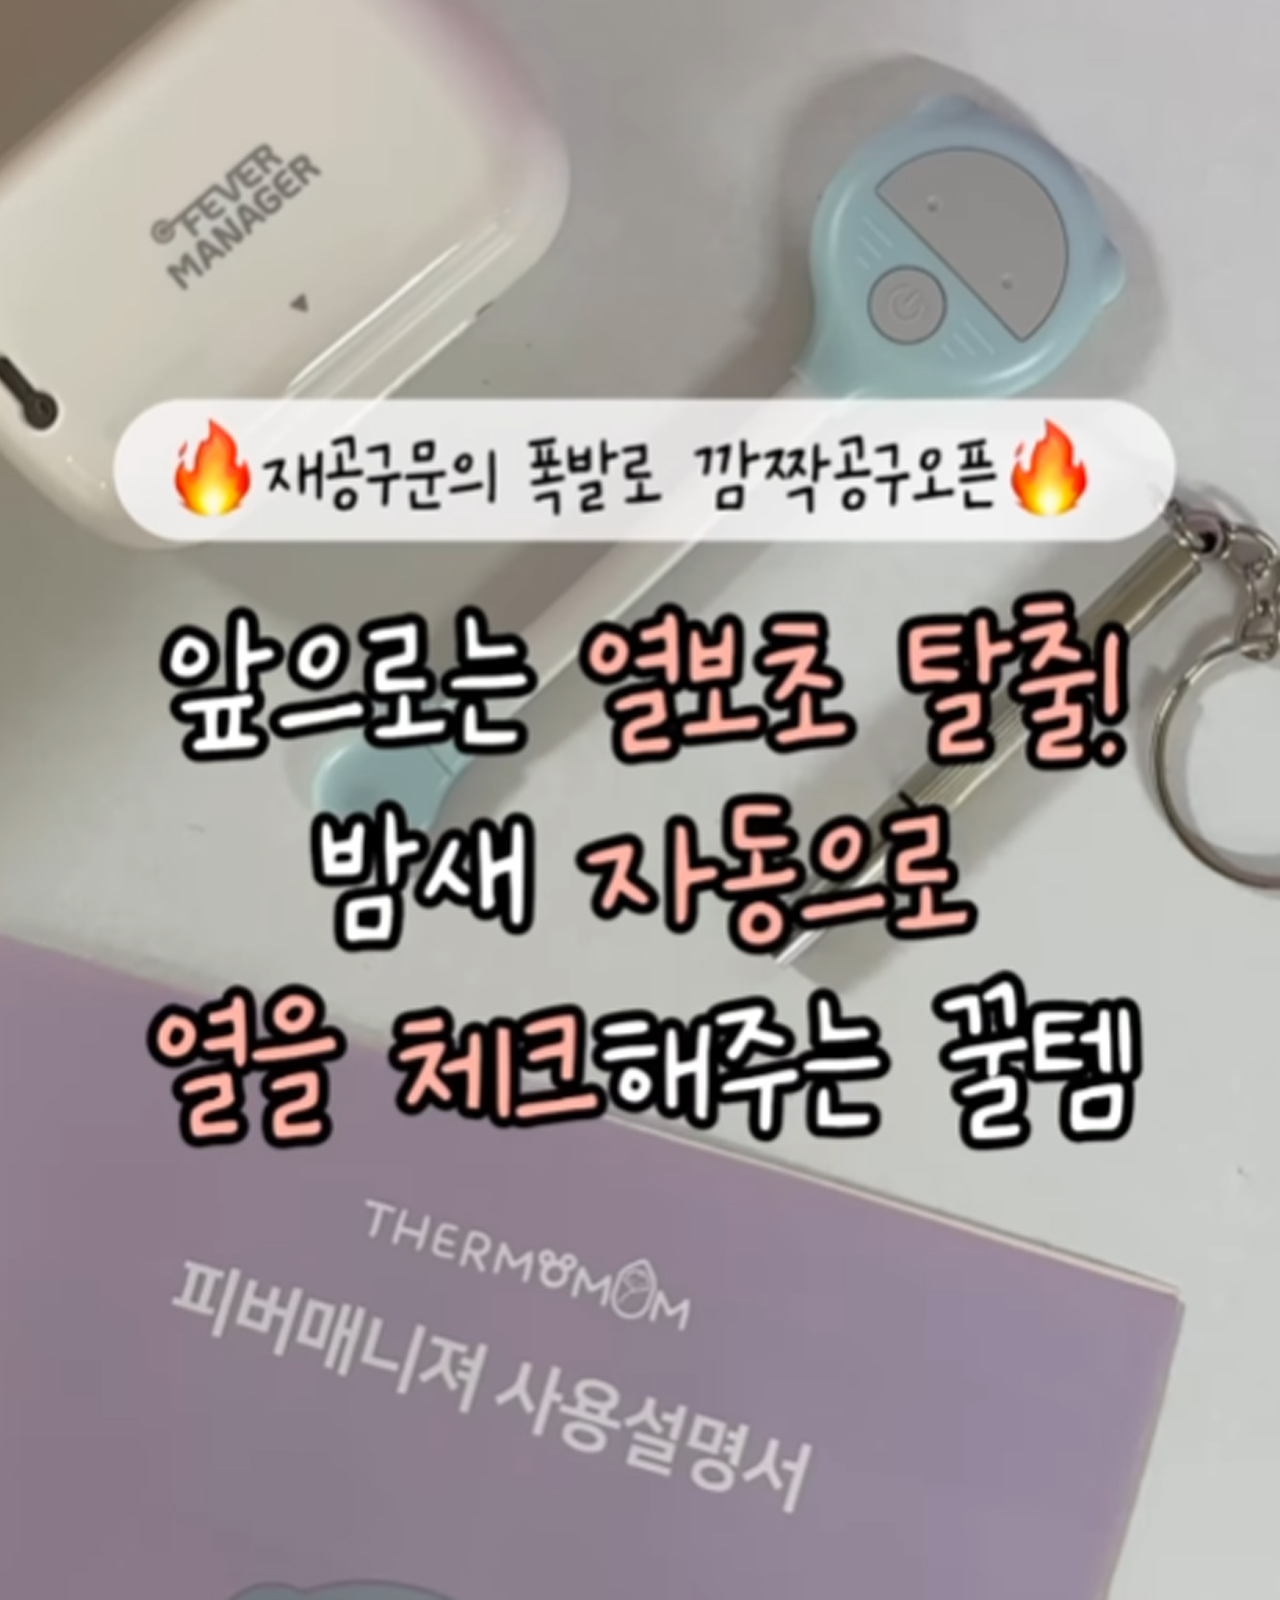 FEVER
MANAGER
🔥재공구문의 폭발로 깜짝공구오픈🔥
앞으로는 열보초 탈출!
밤새 자동으로
열을 체크해주는 꿀템
THERMOMOM
피버매니져 사용설명서